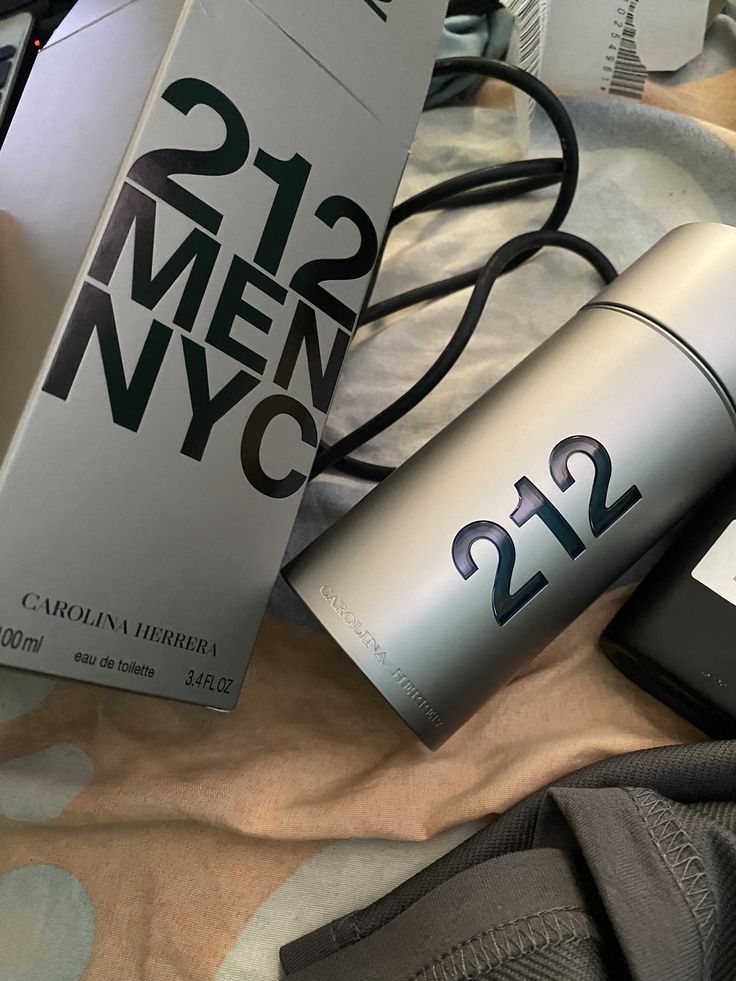 212
MEN
NYC
CAROLINA HERRERA
100ml
eau de toilette
3.4 FL OZ
212
CAROLINA HERRERA